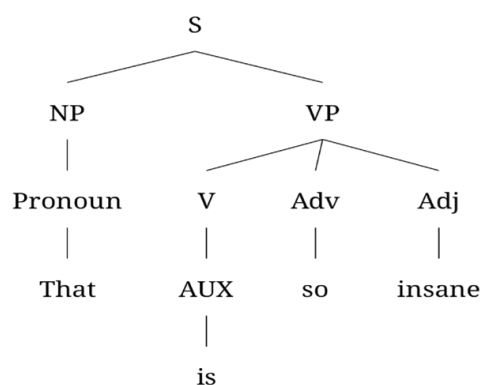 S
NP VP
Pronoun V Adv Adj
That AUX so insane
is